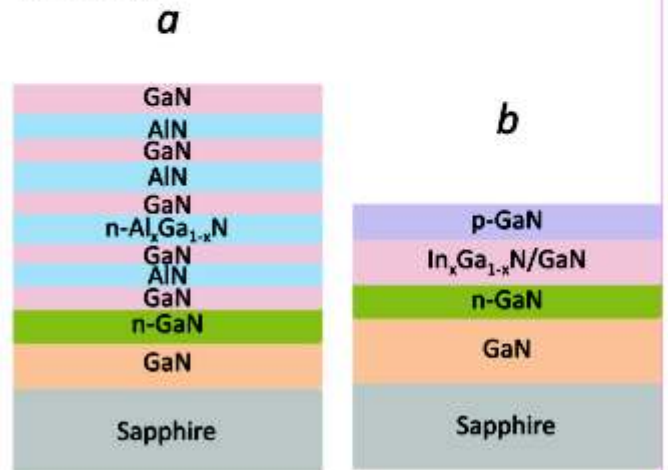 a
GaN
AlN
GaN
AlN
GaN
n-AlₓGa₁₋ₓN
GaN
AlN
GaN
n-GaN
GaN
Sapphire
b
p-GaN
InₓGa₁₋ₓN/GaN
n-GaN
GaN
Sapphire